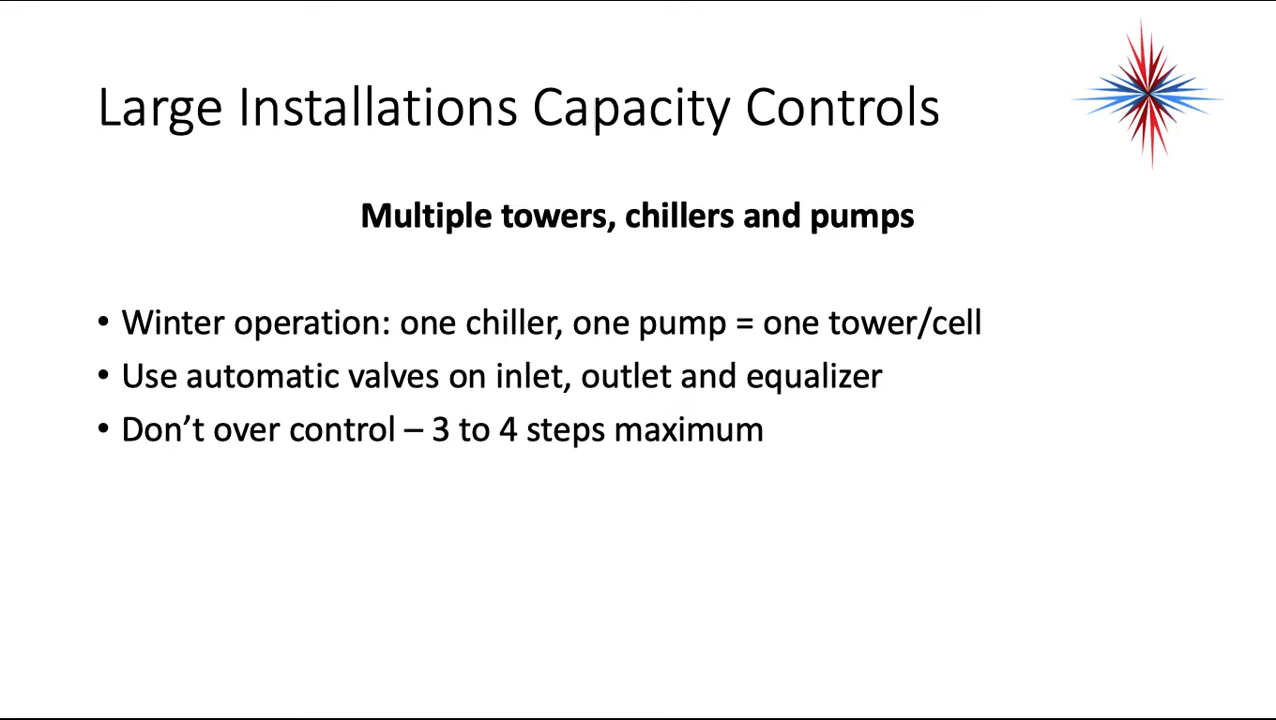 Large Installations Capacity Controls
Multiple towers, chillers and pumps
• Winter operation: one chiller, one pump = one tower/cell
• Use automatic valves on inlet, outlet and equalizer
• Don’t over control – 3 to 4 steps maximum